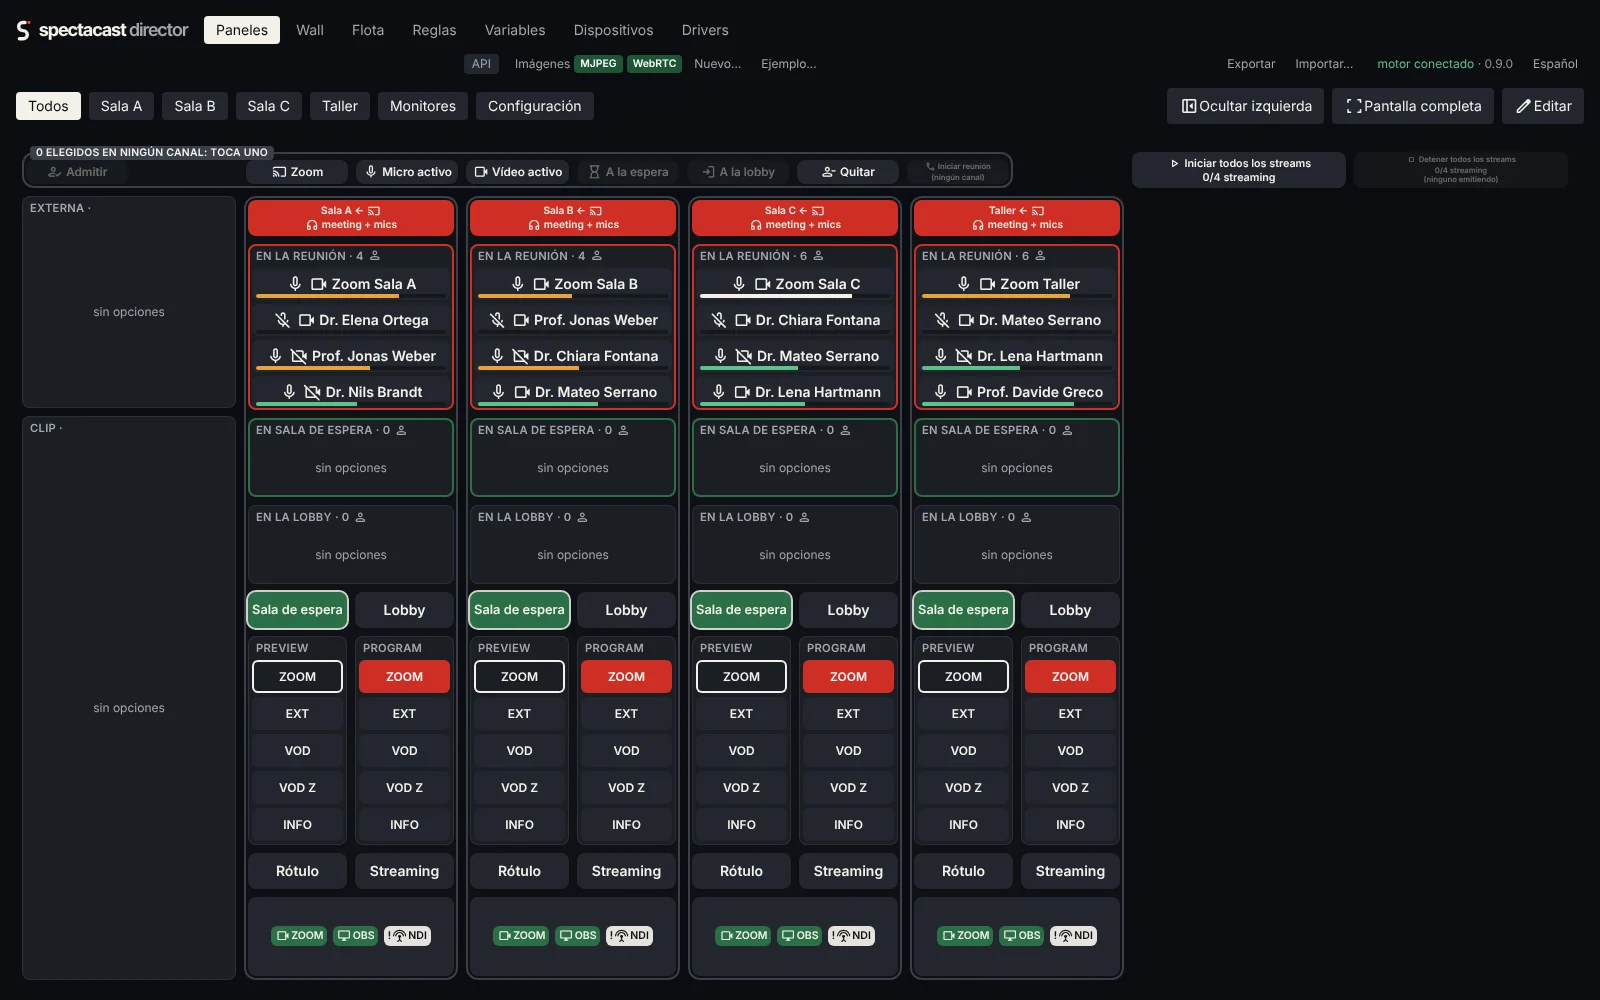 spectacast director
Paneles Wall Flota Reglas Variables Dispositivos Drivers
API Imágenes MJPEG WebRTC Nuevo... Ejemplo...
Exportar Importar... motor conectado · 0.9.0 Español
Todos Sala A Sala B Sala C Taller Monitores Configuración
Ocultar izquierda Pantalla completa Editar
0 ELEGIDOS EN NINGÚN CANAL: TOCA UNO
Admitir Zoom Micro activo Vídeo activo A la espera A la lobby Quitar
Iniciar reunión
(ningún canal)
Iniciar todos los streams
0/4 streaming
Detener todos los streams
0/4 streaming
(ninguno emitiendo)
EXTERNA ·
sin opciones
CLIP ·
sin opciones
Sala A ←
meeting + mics
EN LA REUNIÓN · 4
Zoom Sala A
Dr. Elena Ortega
Prof. Jonas Weber
Dr. Nils Brandt
EN SALA DE ESPERA · 0
sin opciones
EN LA LOBBY · 0
sin opciones
Sala de espera Lobby
PREVIEW PROGRAM
ZOOM ZOOM
EXT EXT
VOD VOD
VOD Z VOD Z
INFO INFO
Rótulo Streaming
ZOOM OBS ! NDI
Sala B ←
meeting + mics
EN LA REUNIÓN · 4
Zoom Sala B
Prof. Jonas Weber
Dr. Chiara Fontana
Dr. Mateo Serrano
EN SALA DE ESPERA · 0
sin opciones
EN LA LOBBY · 0
sin opciones
Sala de espera Lobby
PREVIEW PROGRAM
ZOOM ZOOM
EXT EXT
VOD VOD
VOD Z VOD Z
INFO INFO
Rótulo Streaming
ZOOM OBS ! NDI
Sala C ←
meeting + mics
EN LA REUNIÓN · 6
Zoom Sala C
Dr. Chiara Fontana
Dr. Mateo Serrano
Dr. Lena Hartmann
EN SALA DE ESPERA · 0
sin opciones
EN LA LOBBY · 0
sin opciones
Sala de espera Lobby
PREVIEW PROGRAM
ZOOM ZOOM
EXT EXT
VOD VOD
VOD Z VOD Z
INFO INFO
Rótulo Streaming
ZOOM OBS ! NDI
Taller ←
meeting + mics
EN LA REUNIÓN · 6
Zoom Taller
Dr. Mateo Serrano
Dr. Lena Hartmann
Prof. Davide Greco
EN SALA DE ESPERA · 0
sin opciones
EN LA LOBBY · 0
sin opciones
Sala de espera Lobby
PREVIEW PROGRAM
ZOOM ZOOM
EXT EXT
VOD VOD
VOD Z VOD Z
INFO INFO
Rótulo Streaming
ZOOM OBS ! NDI